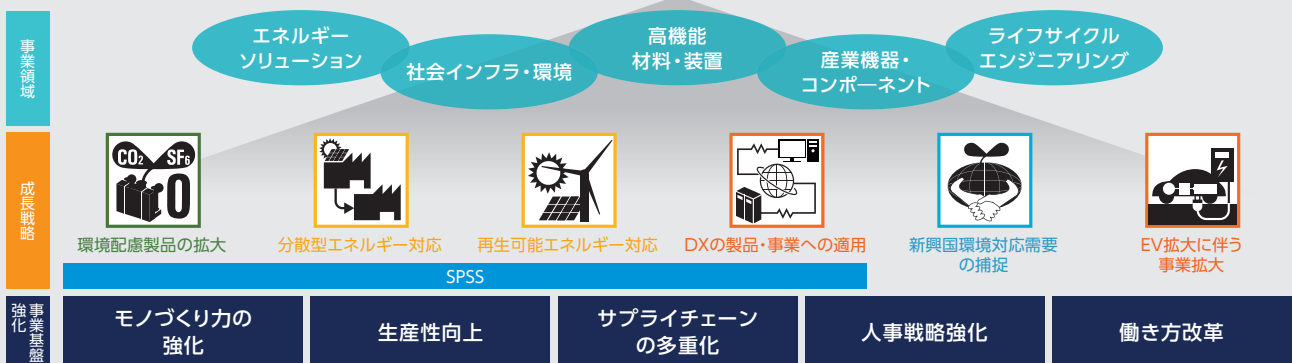 事業領域
エネルギー
ソリューション
社会インフラ・環境
高機能
材料・装置
産業機器・
コンポーネント
ライフサイクル
エンジニアリング
成長戦略
CO₂ SF₆
0
環境配慮製品の拡大
分散型エネルギー対応
再生可能エネルギー対応
DXの製品・事業への適用
新興国環境対応需要
の捕捉
EV拡大に伴う
事業拡大
SPSS
事業基盤
強化
モノづくり力の
強化
生産性向上
サプライチェーン
の多重化
人事戦略強化
働き方改革